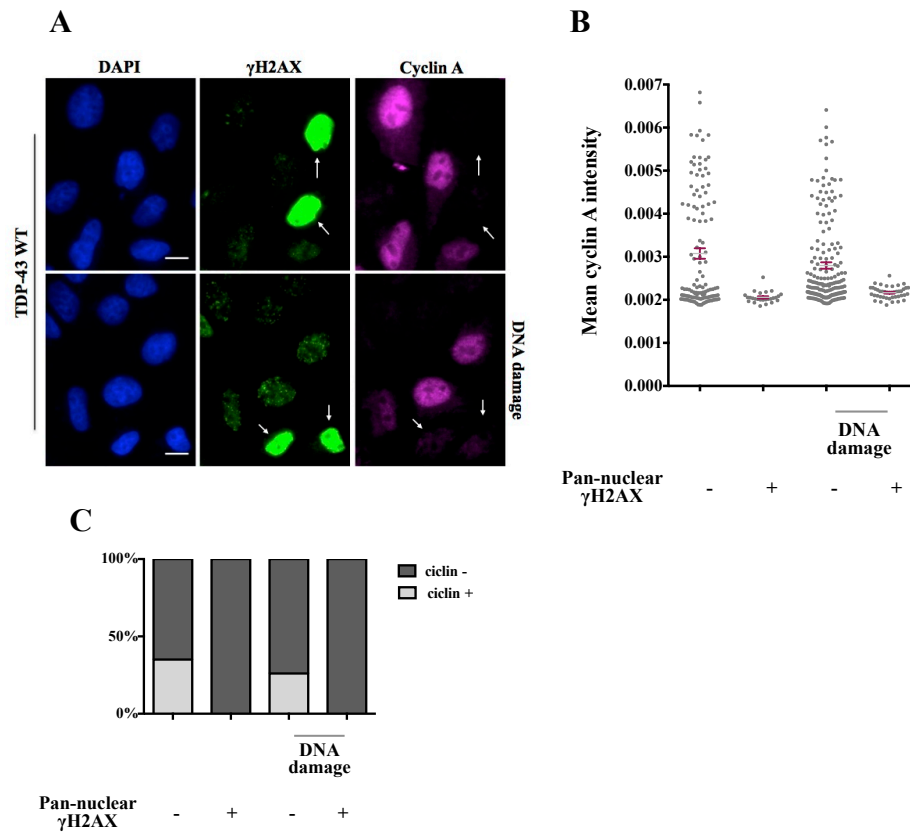 A
DAPI
γH2AX
Cyclin A
TDP-43 WT
DNA damage
B
0.007
0.006
0.005
0.004
0.003
0.002
0.001
0.000
Mean cyclin A intensity
DNA
damage
Pan-nuclear
γH2AX
- + - +
C
100%
50%
0%
ciclin -
ciclin +
DNA
damage
Pan-nuclear
γH2AX
- + - +